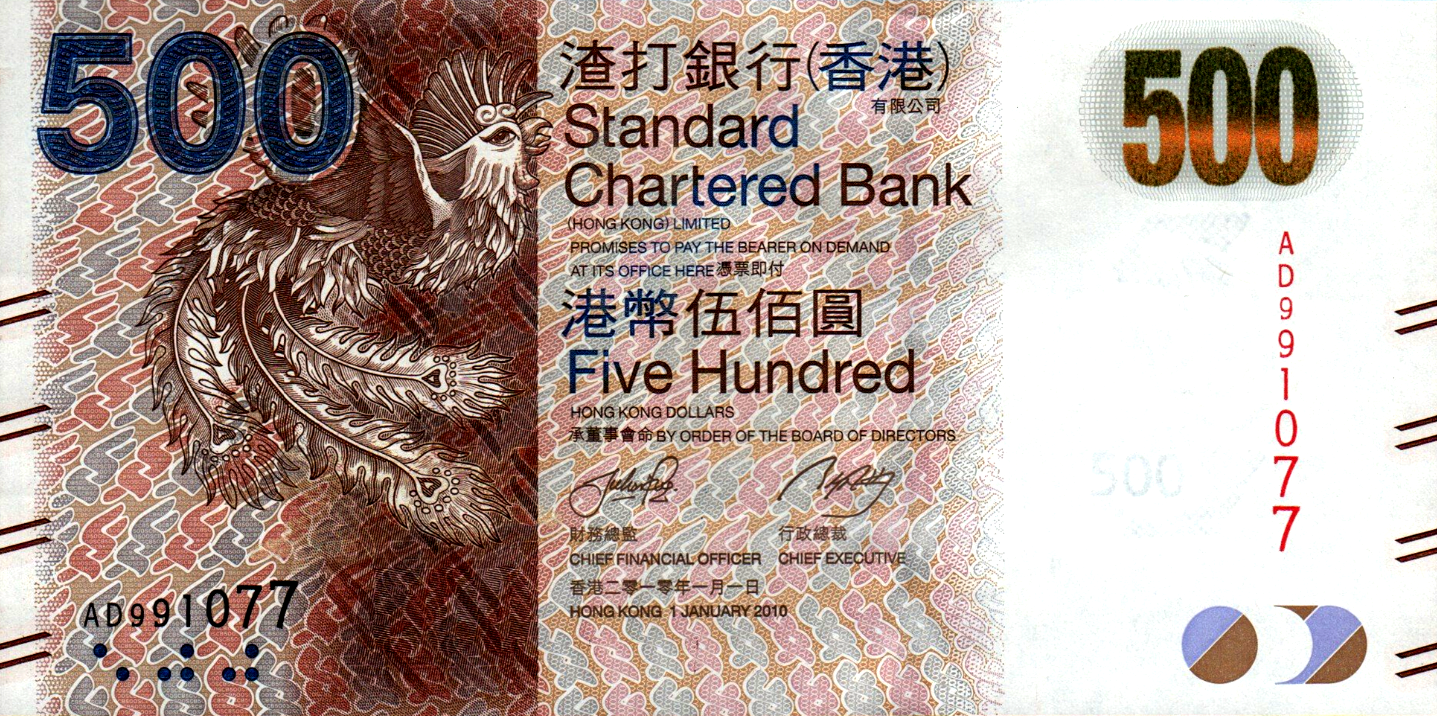 500
渣打銀行(香港)
有限公司
Standard
Chartered Bank
(HONG KONG) LIMITED
PROMISES TO PAY THE BEARER ON DEMAND
AT ITS OFFICE HERE 憑票即付
港幣伍佰圓
Five Hundred
HONG KONG DOLLARS
承董事會命 BY ORDER OF THE BOARD OF DIRECTORS
財務總監 行政總裁
CHIEF FINANCIAL OFFICER CHIEF EXECUTIVE
香港二零一零年一月一日
HONG KONG 1 JANUARY 2010
AD991077
500
AD991077
500